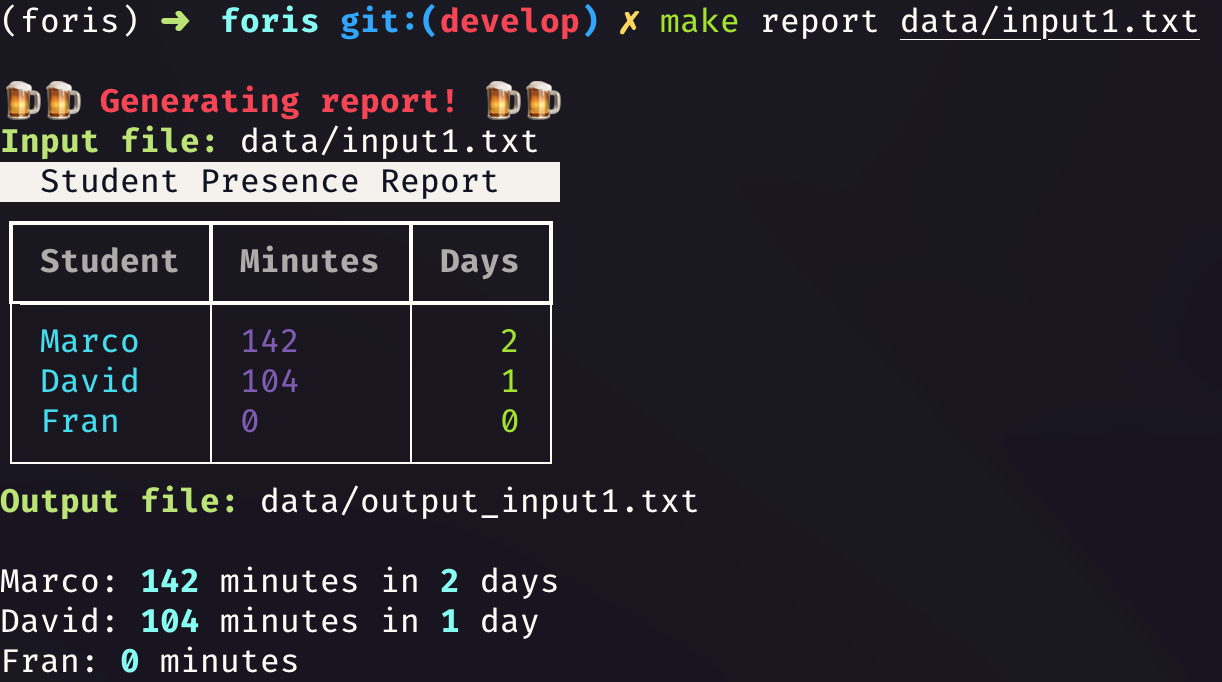 (foris) ➜  foris git:(develop) ✗ make report data/input1.txt
🍻🍻 Generating report! 🍻🍻
Input file: data/input1.txt
Student Presence Report
Student Minutes Days
Marco 142 2
David 104 1
Fran 0 0
Output file: data/output_input1.txt
Marco: 142 minutes in 2 days
David: 104 minutes in 1 day
Fran: 0 minutes